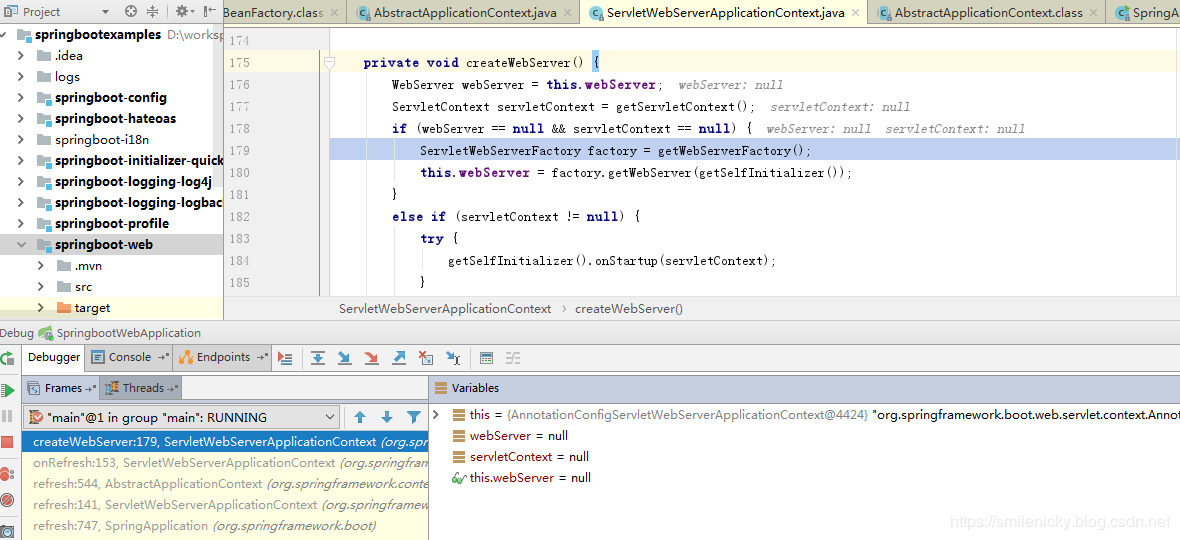 Project
BeanFactory.class
AbstractApplicationContext.java
ServletWebServerApplicationContext.java
AbstractApplicationContext.class
SpringA
springbootexamples D:\worksp
.idea
logs
springboot-config
springboot-hateoas
springboot-i18n
springboot-initializer-quick
springboot-logging-log4j
springboot-logging-logbac
springboot-profile
springboot-web
.mvn
src
target
174
175 private void createWebServer() {
176 WebServer webServer = this.webServer; webServer: null
177 ServletContext servletContext = getServletContext(); servletContext: null
178 if (webServer == null && servletContext == null) { webServer: null servletContext: null
179 ServletWebServerFactory factory = getWebServerFactory();
180 this.webServer = factory.getWebServer(getSelfInitializer());
181 }
182 else if (servletContext != null) {
183 try {
184 getSelfInitializer().onStartup(servletContext);
185 }
ServletWebServerApplicationContext › createWebServer()
Debug SpringbootWebApplication
Debugger Console Endpoints
Frames Threads
"main"@1 in group "main": RUNNING
createWebServer:179, ServletWebServerApplicationContext (org.spr
onRefresh:153, ServletWebServerApplicationContext (org.springfram
refresh:544, AbstractApplicationContext (org.springframework.conte
refresh:141, ServletWebServerApplicationContext (org.springframew
refresh:747, SpringApplication (org.springframework.boot)
Variables
this = {AnnotationConfigServletWebServerApplicationContext@4424} "org.springframework.boot.web.servlet.context.Annot
webServer = null
servletContext = null
this.webServer = null
https://smilenicky.blog.csdn.net